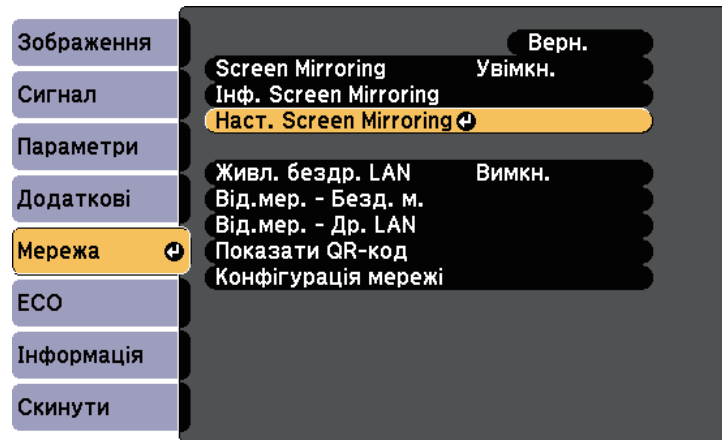 Зображення
Сигнал
Параметри
Додаткові
Мережа
ECO
Інформація
Скинути
Верн.
Screen Mirroring Увімкн.
Інф. Screen Mirroring
Наст. Screen Mirroring
Живл. бездр. LAN Вимкн.
Від.мер. - Безд. м.
Від.мер. - Др. LAN
Показати QR-код
Конфігурація мережі